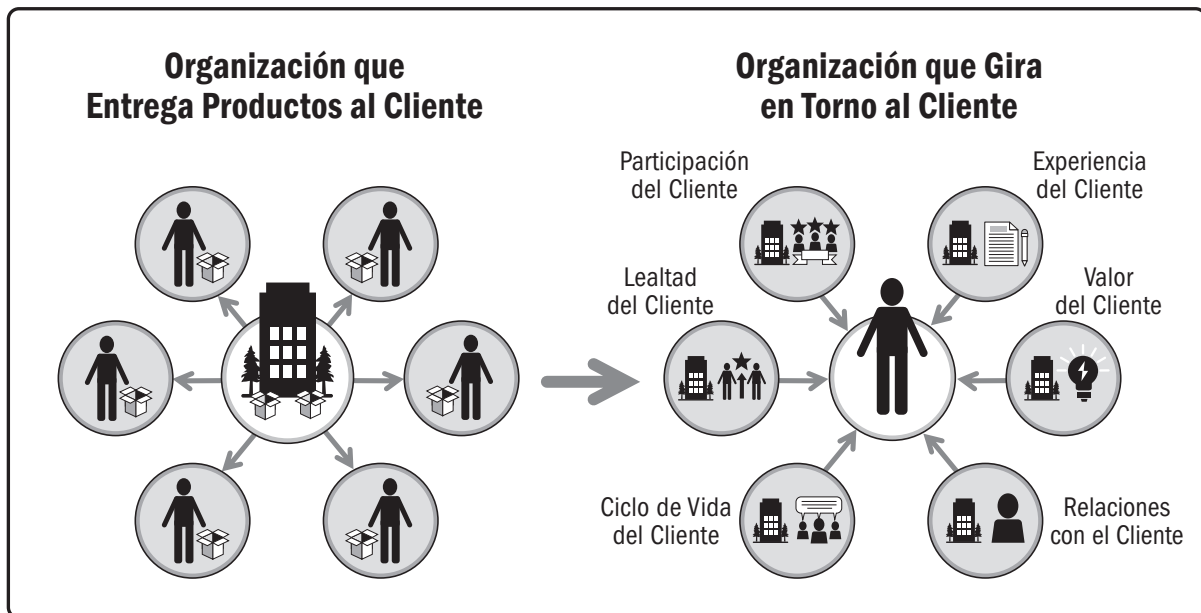 Organización que
Entrega Productos al Cliente
Organización que Gira
en Torno al Cliente
Participación
del Cliente
Experiencia
del Cliente
Lealtad
del Cliente
Valor
del Cliente
Ciclo de Vida
del Cliente
Relaciones
con el Cliente